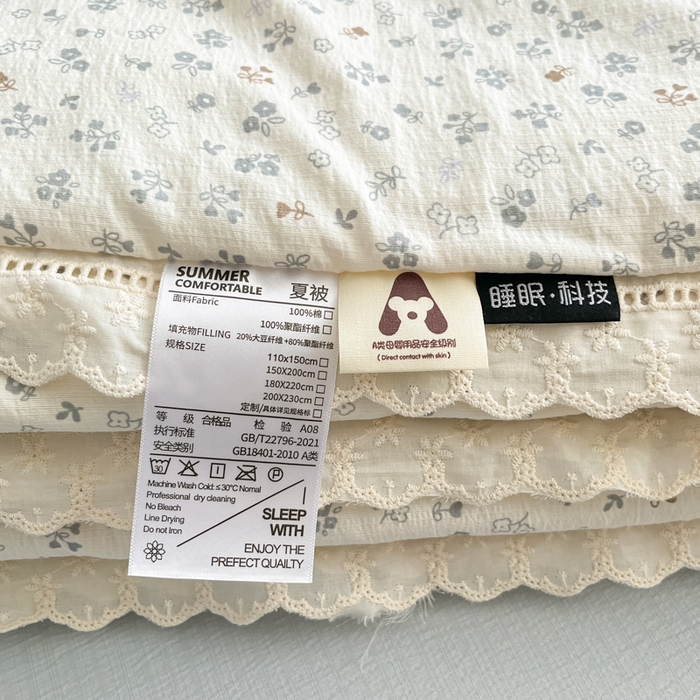 SUMMER
COMFORTABLE 夏被
面料Fabric
100%棉□
100%聚酯纤维□
填充物FILLING 20%大豆纤维+80%聚酯纤维□
规格SIZE
110x150cm□
150X200cm□
180X220cm□
200X230cm□
定制/具体详见规格标□
等 级 合格品 检 验 A08
执行标准 GB/T22796-2021
安全类别 GB18401-2010 A类
30
P
Machine Wash Cold: ≤ 30°C Nomal
Professional dry cleaning
No Bleach
Line Drying
Do not Iron
SLEEP
WITH
ENJOY THE
PREFECT QUAILTY
A类母婴用品安全级别
( Direct contact with skin )
睡眠·科技